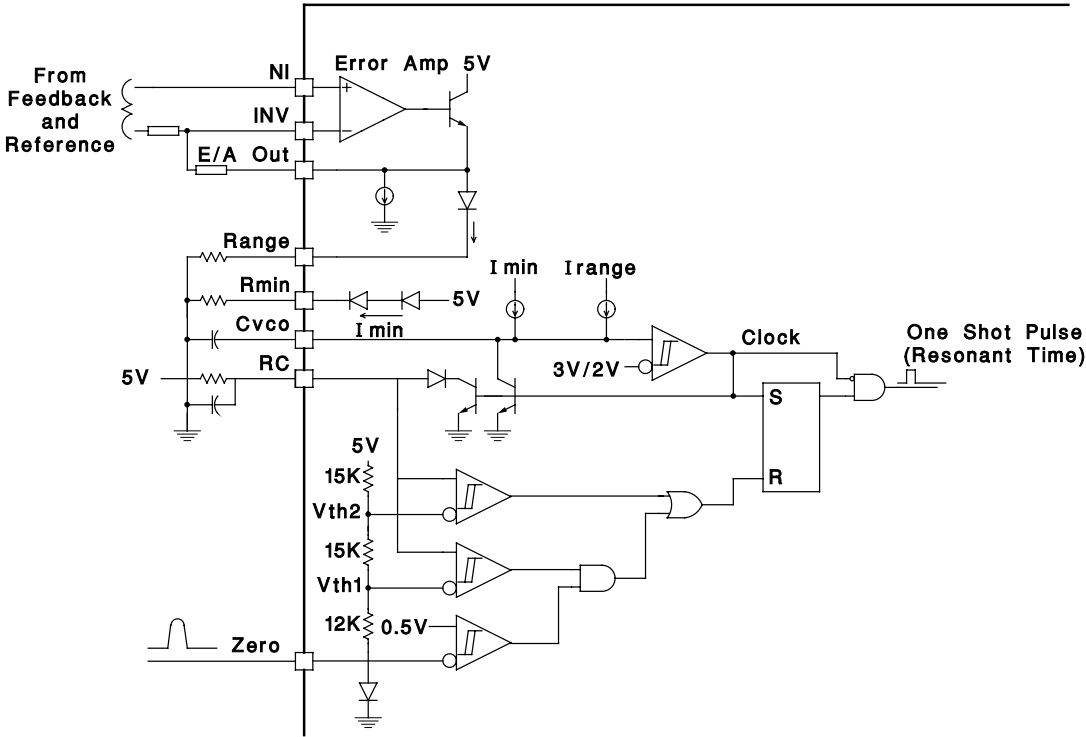 Error Amp 5V
NI
From
Feedback
and
Reference
+
INV
−
E/A Out
Range
I min
I range
Rmin
5V
I min
Cvco
Clock
One Shot Pulse
(Resonant Time)
3V/2V
RC
5V
S
R
5V
15K
Vth2
15K
Vth1
12K
0.5V
Zero